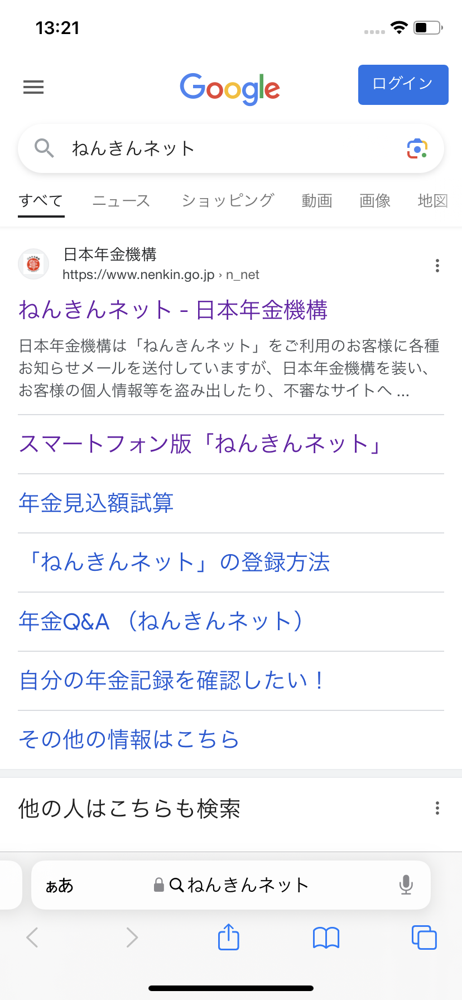 13:21
Google
ログイン
ねんきんネット
すべて ニュース ショッピング 動画 画像 地図
日本年金機構
https://www.nenkin.go.jp › n_net
ねんきんネット - 日本年金機構
日本年金機構は「ねんきんネット」をご利用のお客様に各種
お知らせメールを送付していますが、日本年金機構を装い、
お客様の個人情報等を盗み出したり、不審なサイトへ ...
スマートフォン版「ねんきんネット」
年金見込額試算
「ねんきんネット」の登録方法
年金Q&A （ねんきんネット）
自分の年金記録を確認したい！
その他の情報はこちら
他の人はこちらも検索
ぁあ ねんきんネット